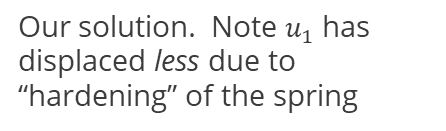 Our solution.  Note u₁ has
displaced less due to
“hardening” of the spring